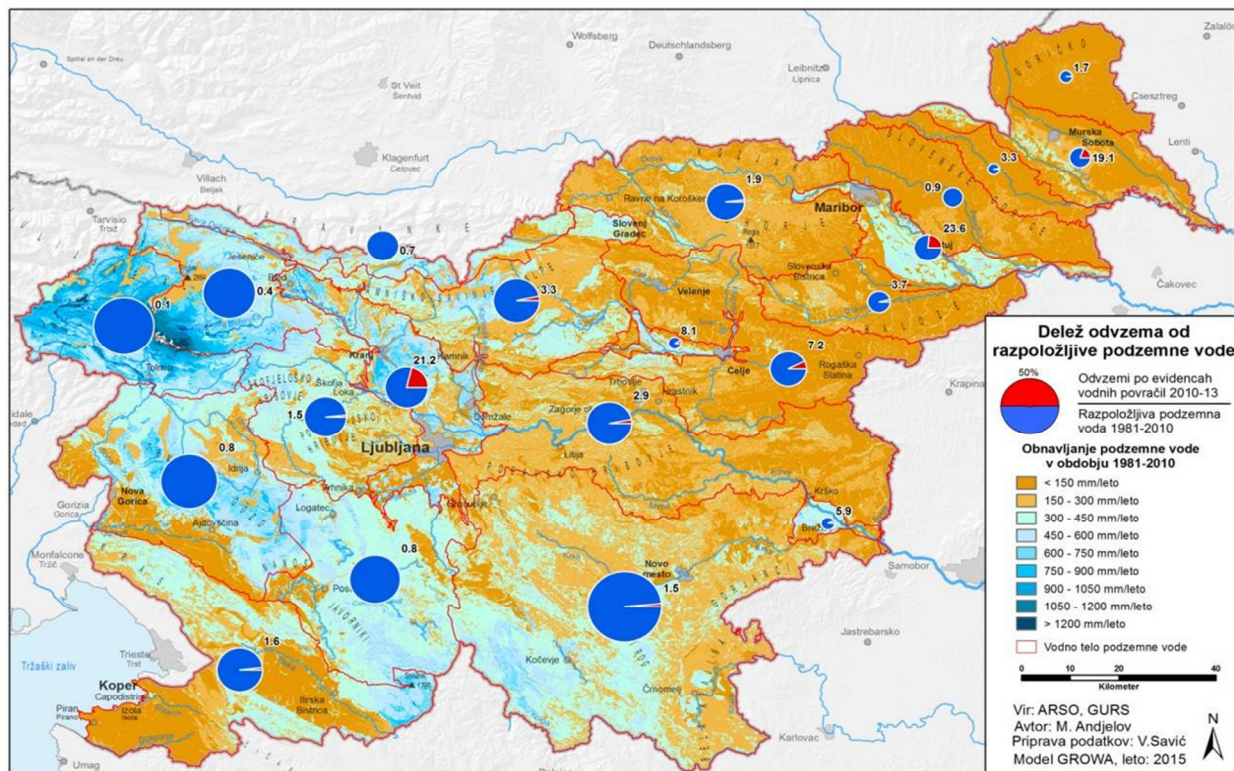 Wolfsberg
Deutschlandsberg
Zalalöv
Spittal an der Drau
Leibnitz
Lipnica
St Veit
Šentvid
GORIČKO
1.7
Csesztreg
Klagenfurt
Celovec
Murska
Sobota
19.1
Lenti
Villach
Beljak
3.3
SLOVENSKE
1.9
Ravne na Koroškem
Maribor
0.9
Tarvisio
Trbiž
Slovenj
Gradec
23.6
Ptuj
0.7
Slovenska
Bistrica
Čakovec
Jesenice
Bled
0.4
0.1
3.3
Velenje
3.7
HALOZE
8.1
Tolmin
Kranj
21.2
Kamnik
Celje
7.2
Rogaška
Slatina
Škofja
Loka
Trbovlje
Hrastnik
Krapina
1.5
Domžale
Zagorje ob
2.9
Ljubljana
Litija
0.8
Idrija
Nova
Gorica
Vrhnika
Grosuplje
Krško
Gorizia
Gorica
Logatec
5.9
Ajdovščina
Monfalcone
Tržič
NANOS
0.8
Novo
mesto
GORJANCI
Samobor
KRAS
JAVORNIKI
1.5
Jastrebarsko
1.6
Trieste
Trst
Tržaški zaliv
Kočevje
Koper
Capodistria
Izola
Isola
Piran
Pirano
Ilirska
Bistrica
Črnomelj
Karlovac
Umag
Delež odvzema od
razpoložljive podzemne vode
50%
Odvzemi po evidencah
vodnih povračil 2010-13
Razpoložljiva podzemna
voda 1981-2010
Obnavljanje podzemne vode
v obdobju 1981-2010
< 150 mm/leto
150 - 300 mm/leto
300 - 450 mm/leto
450 - 600 mm/leto
600 - 750 mm/leto
750 - 900 mm/leto
900 - 1050 mm/leto
1050 - 1200 mm/leto
> 1200 mm/leto
Vodno telo podzemne vode
0 10 20 40
Kilometer
Vir: ARSO, GURS
Avtor: M. Andjelov
Priprava podatkov: V.Savić
Model GROWA, leto: 2015
N